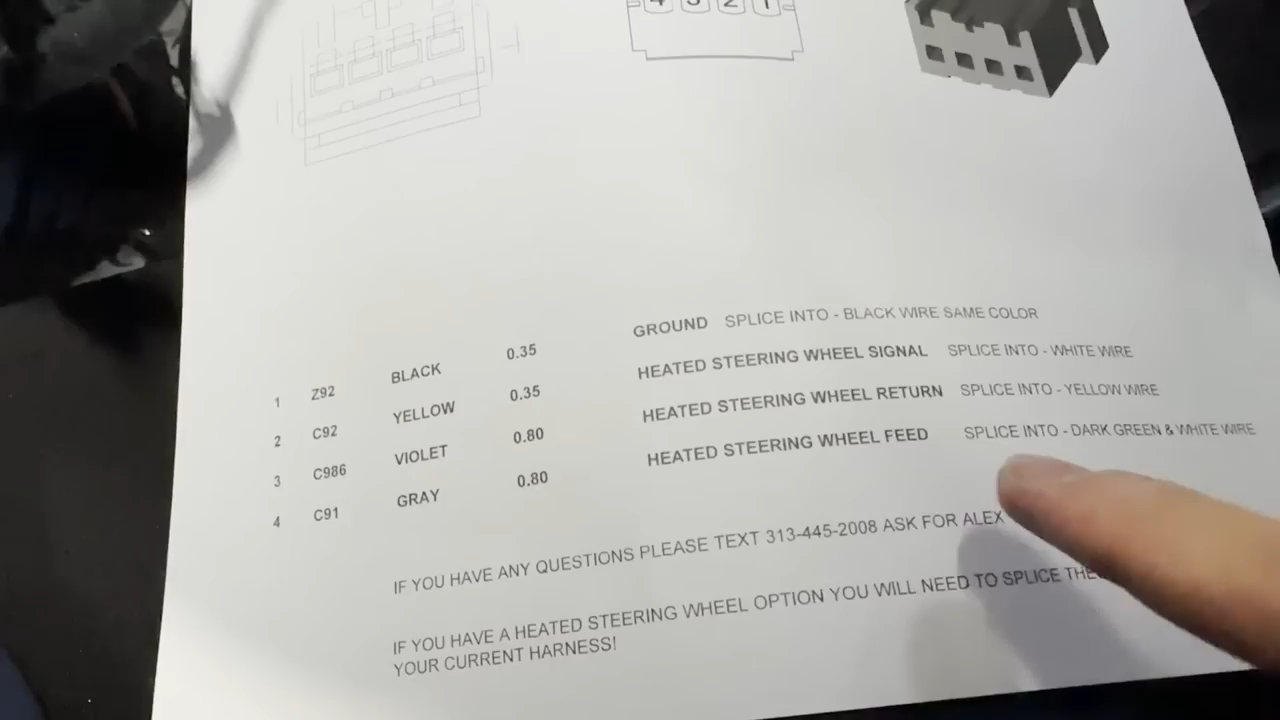 4 3 2 1
1 Z92 BLACK 0.35 GROUND SPLICE INTO - BLACK WIRE SAME COLOR
2 C92 YELLOW 0.35 HEATED STEERING WHEEL SIGNAL SPLICE INTO - WHITE WIRE
3 C986 VIOLET 0.80 HEATED STEERING WHEEL RETURN SPLICE INTO - YELLOW WIRE
4 C91 GRAY 0.80 HEATED STEERING WHEEL FEED SPLICE INTO - DARK GREEN & WHITE WIRE
IF YOU HAVE ANY QUESTIONS PLEASE TEXT 313-445-2008 ASK FOR ALEX
IF YOU HAVE A HEATED STEERING WHEEL OPTION YOU WILL NEED TO SPLICE
YOUR CURRENT HARNESS!